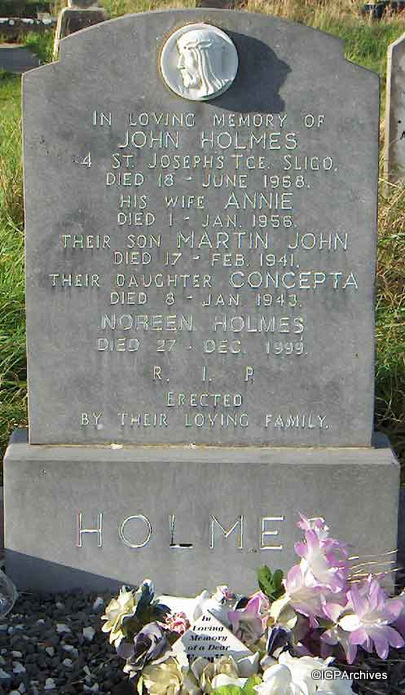 IN LOVING MEMORY OF
JOHN HOLMES
4 ST. JOSEPHS TCE. SLIGO.
DIED 18 - JUNE 1968.
HIS WIFE ANNIE
DIED 1 - JAN. 1956.
THEIR SON MARTIN JOHN
DIED 17 - FEB. 1941.
THEIR DAUGHTER CONCEPTA
DIED 8 - JAN. 1943.
NOREEN HOLMES
DIED 27 - DEC. 1999.
R. I. P.
ERECTED
BY THEIR LOVING FAMILY.
HOLME
In
Loving
Memory
of a Dear
©IGPArchives